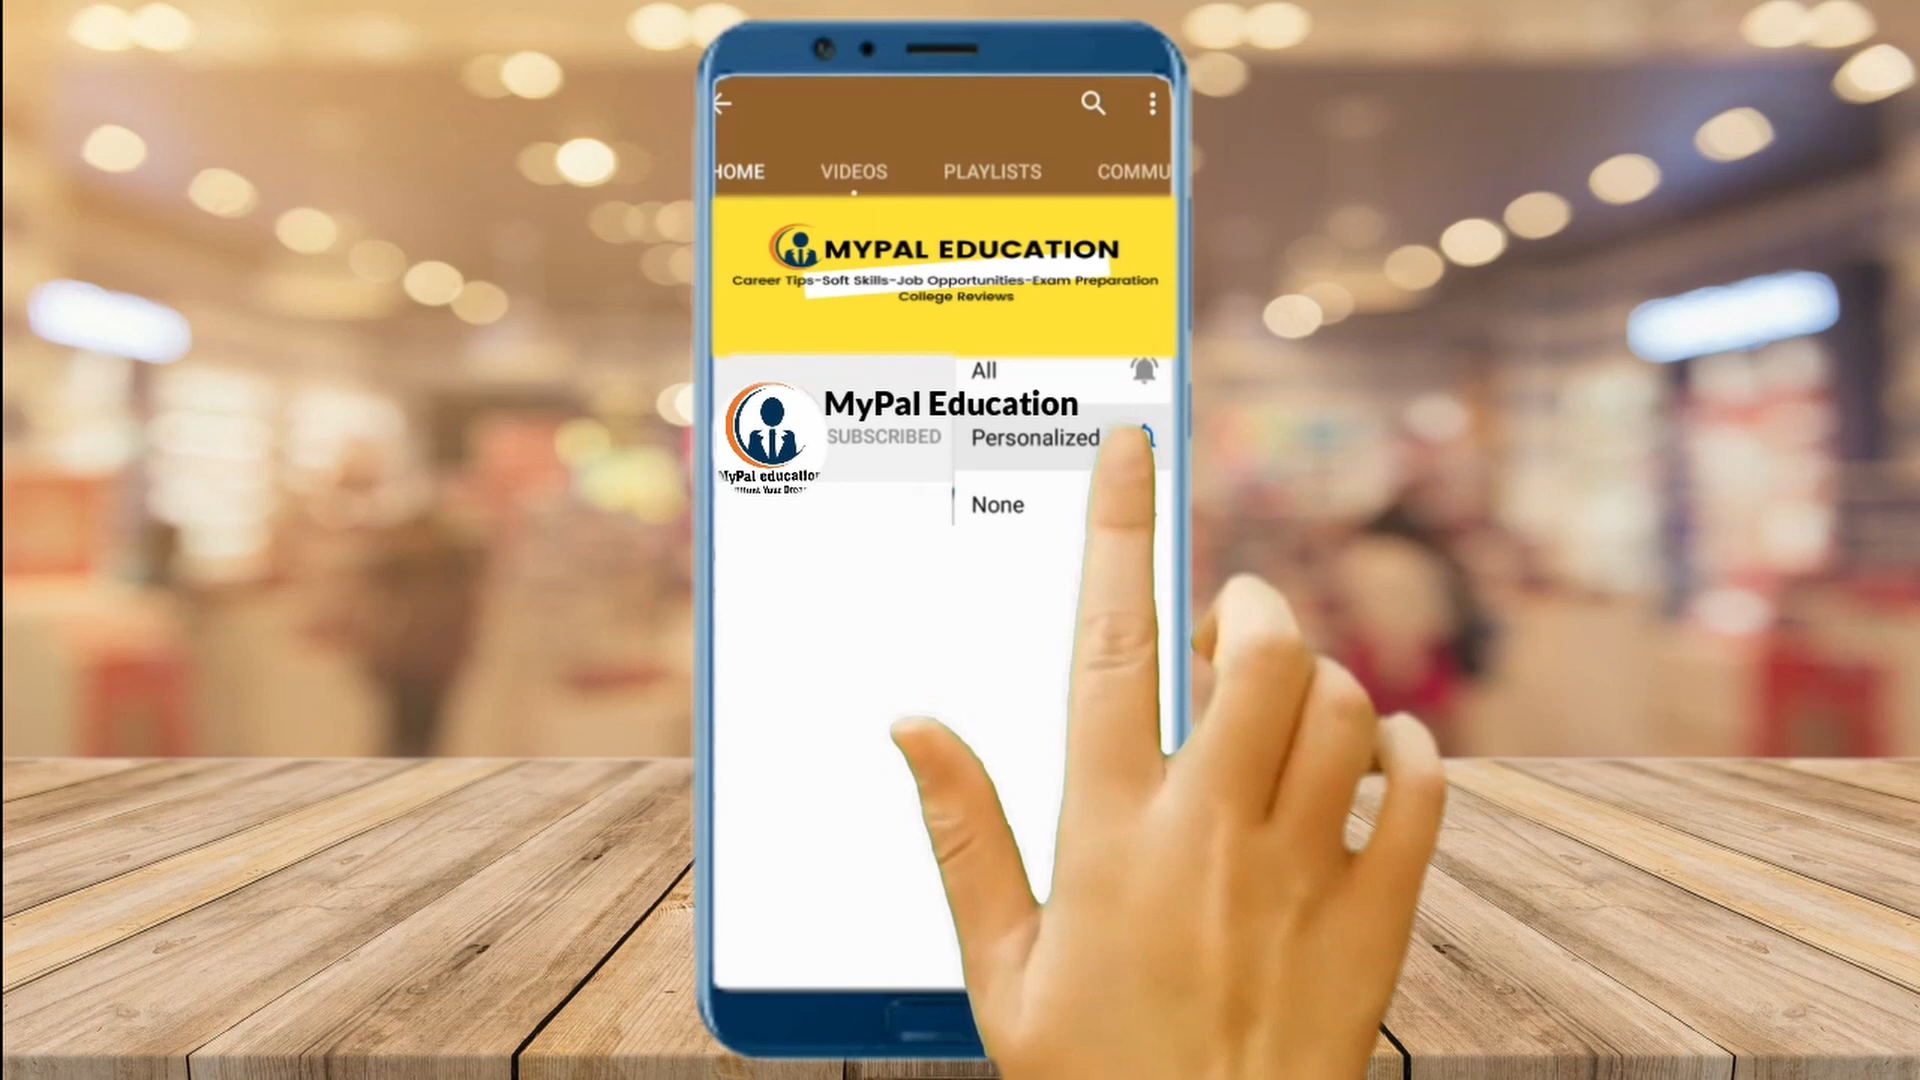 HOME VIDEOS PLAYLISTS COMMU
MYPAL EDUCATION
Career Tips-Soft Skills-Job Opportunities-Exam Preparation
College Reviews
All
MyPal Education
SUBSCRIBED
Personalized
MyPal education
None